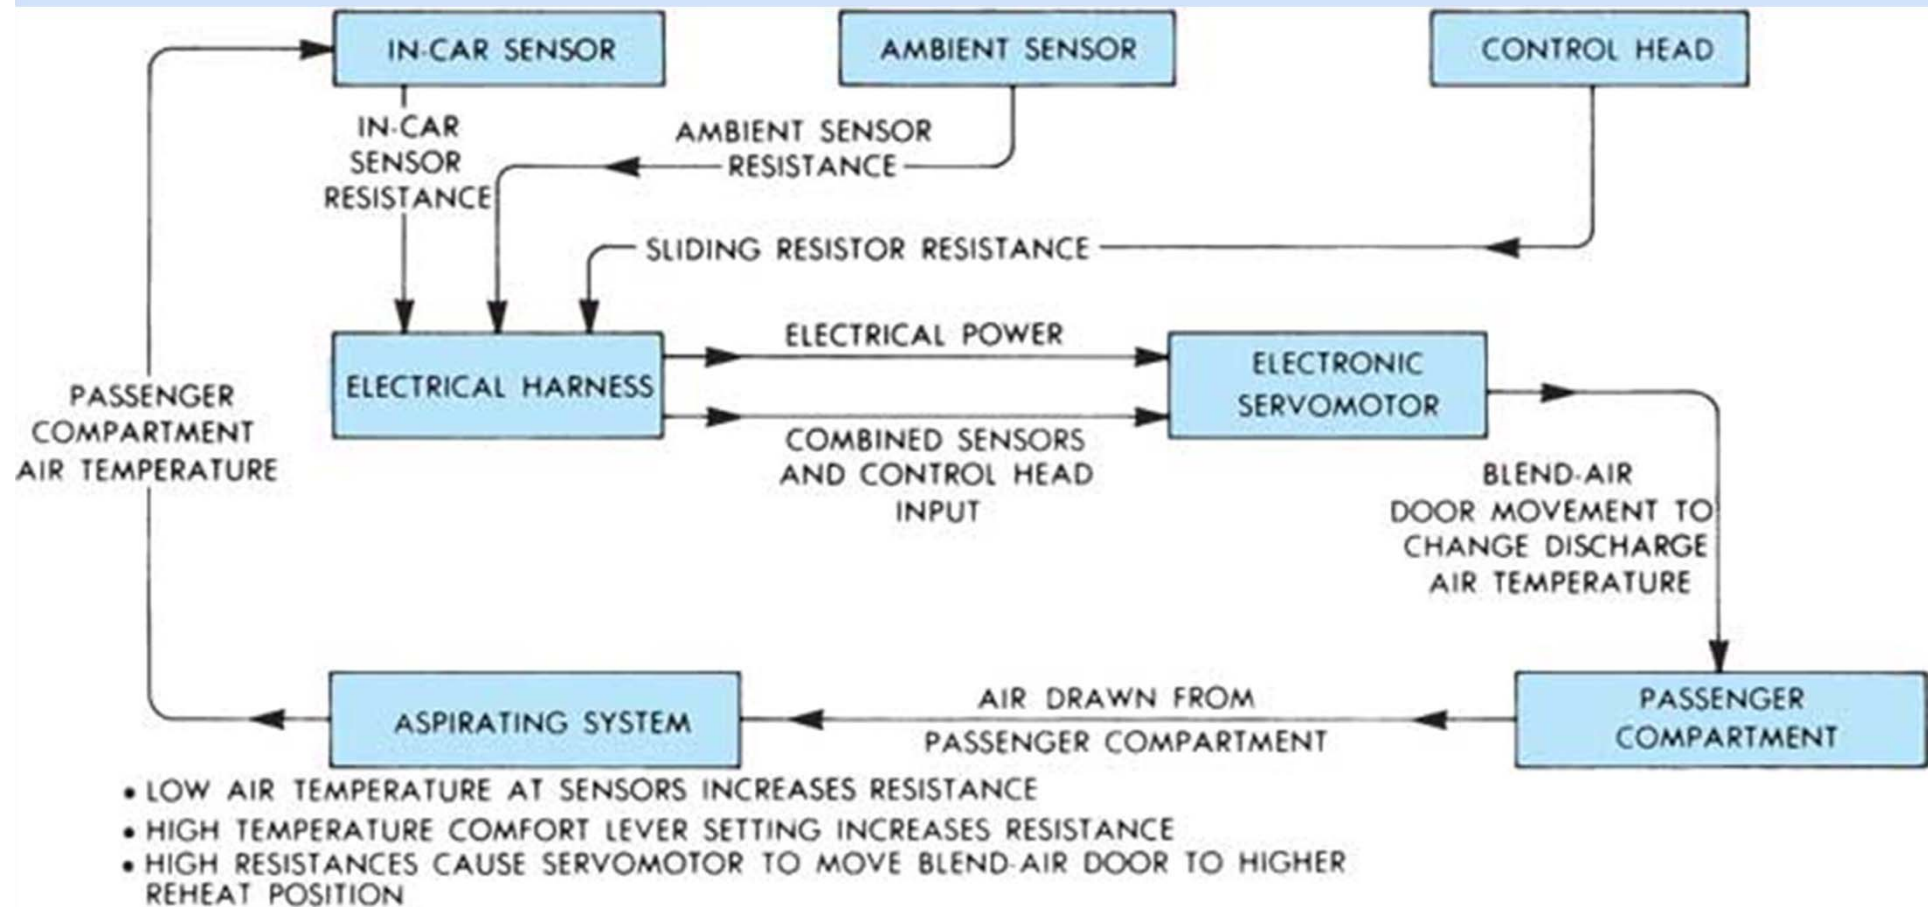 IN-CAR SENSOR
AMBIENT SENSOR
CONTROL HEAD
IN-CAR
SENSOR
RESISTANCE
AMBIENT SENSOR
RESISTANCE
SLIDING RESISTOR RESISTANCE
ELECTRICAL HARNESS
ELECTRICAL POWER
COMBINED SENSORS
AND CONTROL HEAD
INPUT
ELECTRONIC
SERVOMOTOR
PASSENGER
COMPARTMENT
AIR TEMPERATURE
BLEND-AIR
DOOR MOVEMENT TO
CHANGE DISCHARGE
AIR TEMPERATURE
ASPIRATING SYSTEM
AIR DRAWN FROM
PASSENGER COMPARTMENT
PASSENGER
COMPARTMENT
• LOW AIR TEMPERATURE AT SENSORS INCREASES RESISTANCE
• HIGH TEMPERATURE COMFORT LEVER SETTING INCREASES RESISTANCE
• HIGH RESISTANCES CAUSE SERVOMOTOR TO MOVE BLEND-AIR DOOR TO HIGHER
REHEAT POSITION